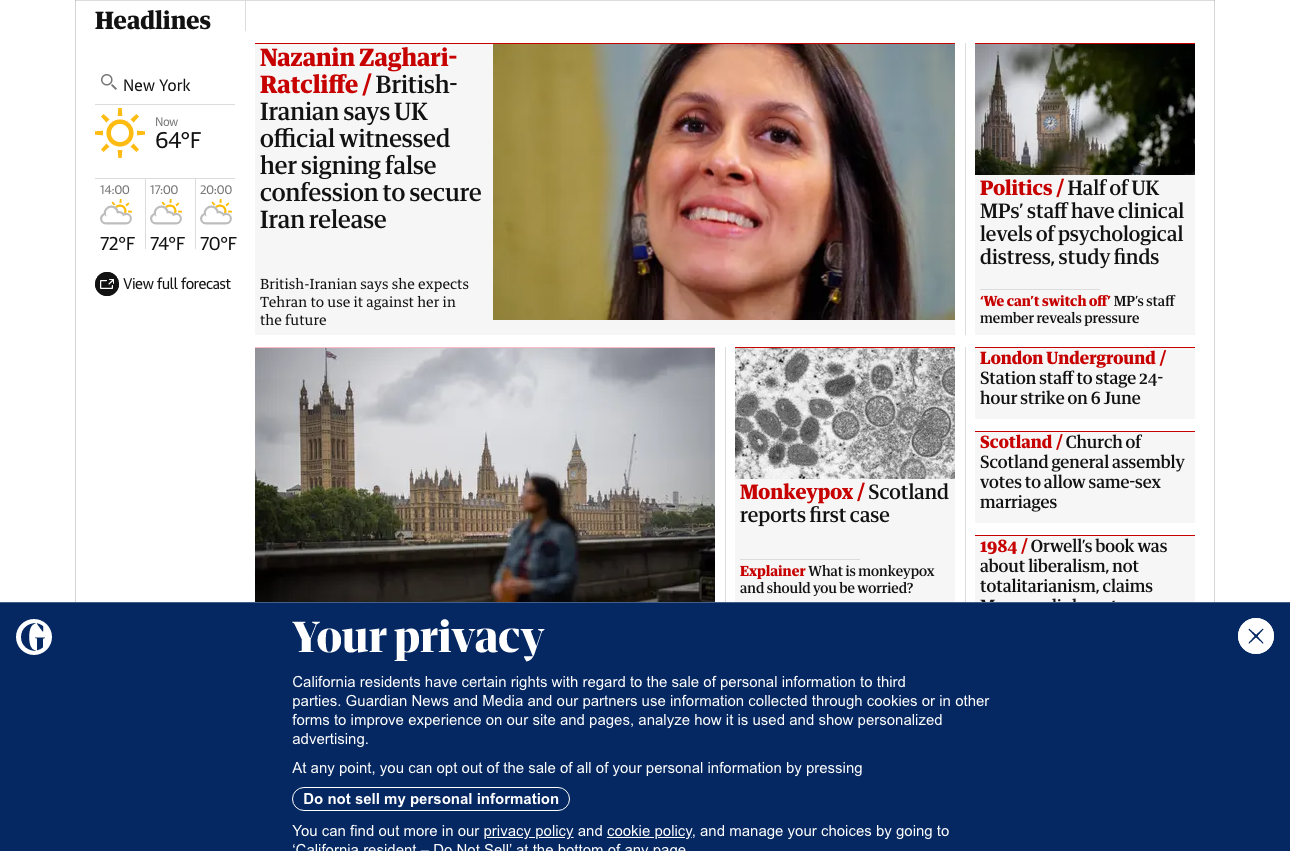 Headlines
New York
Now
64°F
14:00
17:00
20:00
72°F
74°F
70°F
View full forecast
Nazanin Zaghari-
Ratcliffe / British-
Iranian says UK
official witnessed
her signing false
confession to secure
Iran release
British-Iranian says she expects
Tehran to use it against her in
the future
Politics / Half of UK
MPs’ staff have clinical
levels of psychological
distress, study finds
‘We can’t switch off’ MP’s staff
member reveals pressure
Monkeypox / Scotland
reports first case
Explainer What is monkeypox
and should you be worried?
London Underground /
Station staff to stage 24-
hour strike on 6 June
Scotland / Church of
Scotland general assembly
votes to allow same-sex
marriages
1984 / Orwell’s book was
about liberalism, not
totalitarianism, claims
Your privacy
California residents have certain rights with regard to the sale of personal information to third
parties. Guardian News and Media and our partners use information collected through cookies or in other
forms to improve experience on our site and pages, analyze how it is used and show personalized
advertising.
At any point, you can opt out of the sale of all of your personal information by pressing
Do not sell my personal information
You can find out more in our privacy policy and cookie policy, and manage your choices by going to
‘California resident – Do Not Sell’ at the bottom of any page.